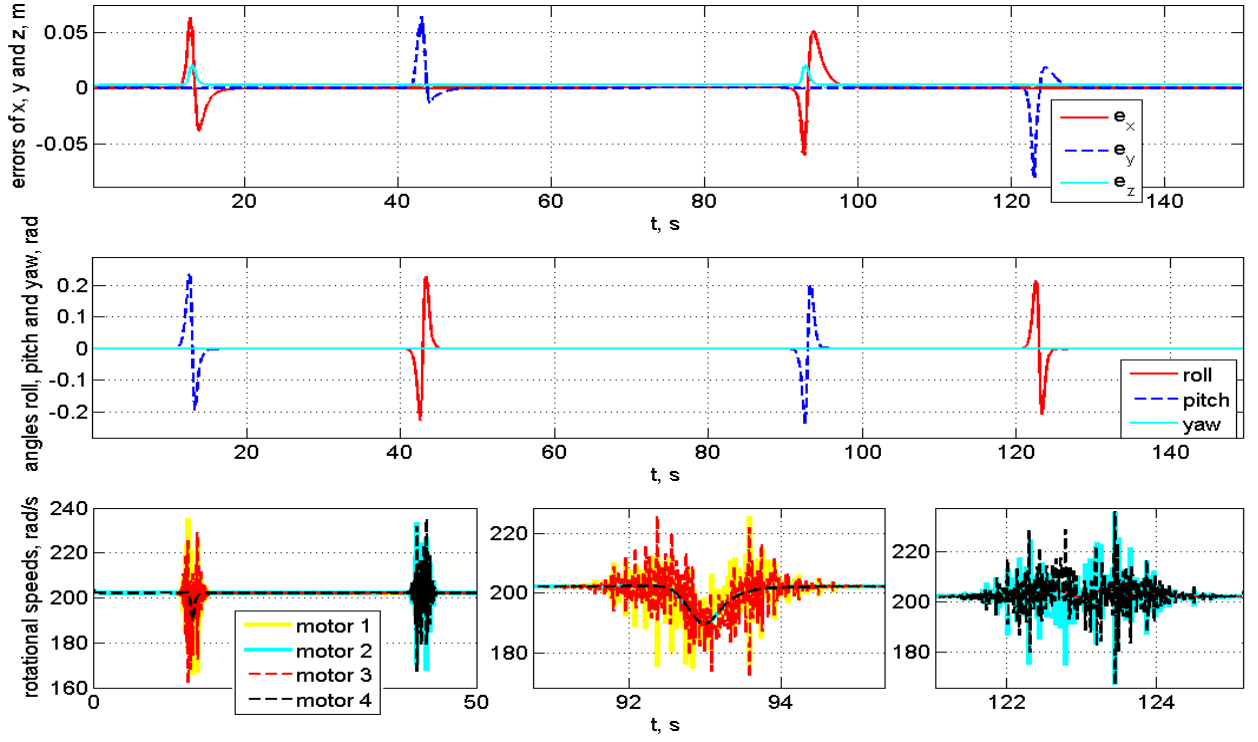 errors of x, y and z, m
0.05
0
-0.05
e_x
e_y
e_z
20 40 60 80 100 120 140
t, s
angles roll, pitch and yaw, rad
0.2
0.1
0
-0.1
-0.2
roll
pitch
yaw
20 40 60 80 100 120 140
t, s
rotational speeds, rad/s
240
220
200
180
160
motor 1
motor 2
motor 3
motor 4
0 50
220
200
180
92 94
t, s
220
200
180
122 124